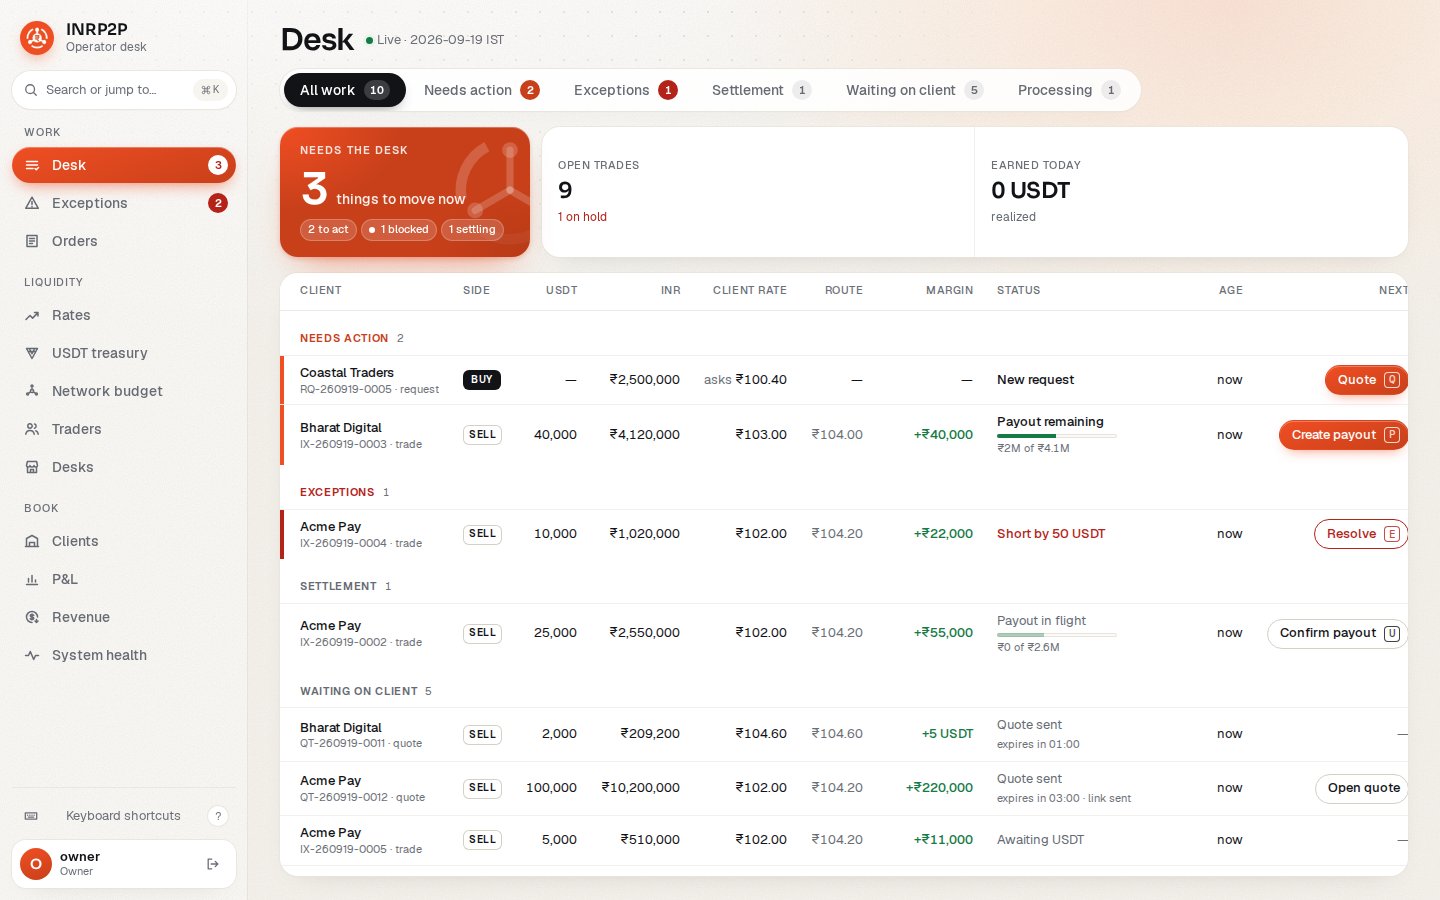 INRP2P
Operator desk
Search or jump to...
⌘K
WORK
Desk 3
Exceptions 2
Orders
LIQUIDITY
Rates
USDT treasury
Network budget
Traders
Desks
BOOK
Clients
P&L
Revenue
System health
Keyboard shortcuts ?
O owner
Owner
Desk Live · 2026-09-19 IST
All work 10 Needs action 2 Exceptions 1 Settlement 1 Waiting on client 5 Processing 1
NEEDS THE DESK
3 things to move now
2 to act 1 blocked 1 settling
OPEN TRADES
9
1 on hold
EARNED TODAY
0 USDT
realized
CLIENT SIDE USDT INR CLIENT RATE ROUTE MARGIN STATUS AGE NEXT
NEEDS ACTION 2
Coastal Traders BUY — ₹2,500,000 asks ₹100.40 — — New request now Quote Q
RQ-260919-0005 · request
Bharat Digital SELL 40,000 ₹4,120,000 ₹103.00 ₹104.00 +₹40,000 Payout remaining now Create payout P
IX-260919-0003 · trade ₹2M of ₹4.1M
EXCEPTIONS 1
Acme Pay SELL 10,000 ₹1,020,000 ₹102.00 ₹104.20 +₹22,000 Short by 50 USDT now Resolve E
IX-260919-0004 · trade
SETTLEMENT 1
Acme Pay SELL 25,000 ₹2,550,000 ₹102.00 ₹104.20 +₹55,000 Payout in flight now Confirm payout U
IX-260919-0002 · trade ₹0 of ₹2.6M
WAITING ON CLIENT 5
Bharat Digital SELL 2,000 ₹209,200 ₹104.60 ₹104.60 +5 USDT Quote sent now —
QT-260919-0011 · quote expires in 01:00
Acme Pay SELL 100,000 ₹10,200,000 ₹102.00 ₹104.20 +₹220,000 Quote sent now Open quote
QT-260919-0012 · quote expires in 03:00 · link sent
Acme Pay SELL 5,000 ₹510,000 ₹102.00 ₹104.20 +₹11,000 Awaiting USDT now —
IX-260919-0005 · trade